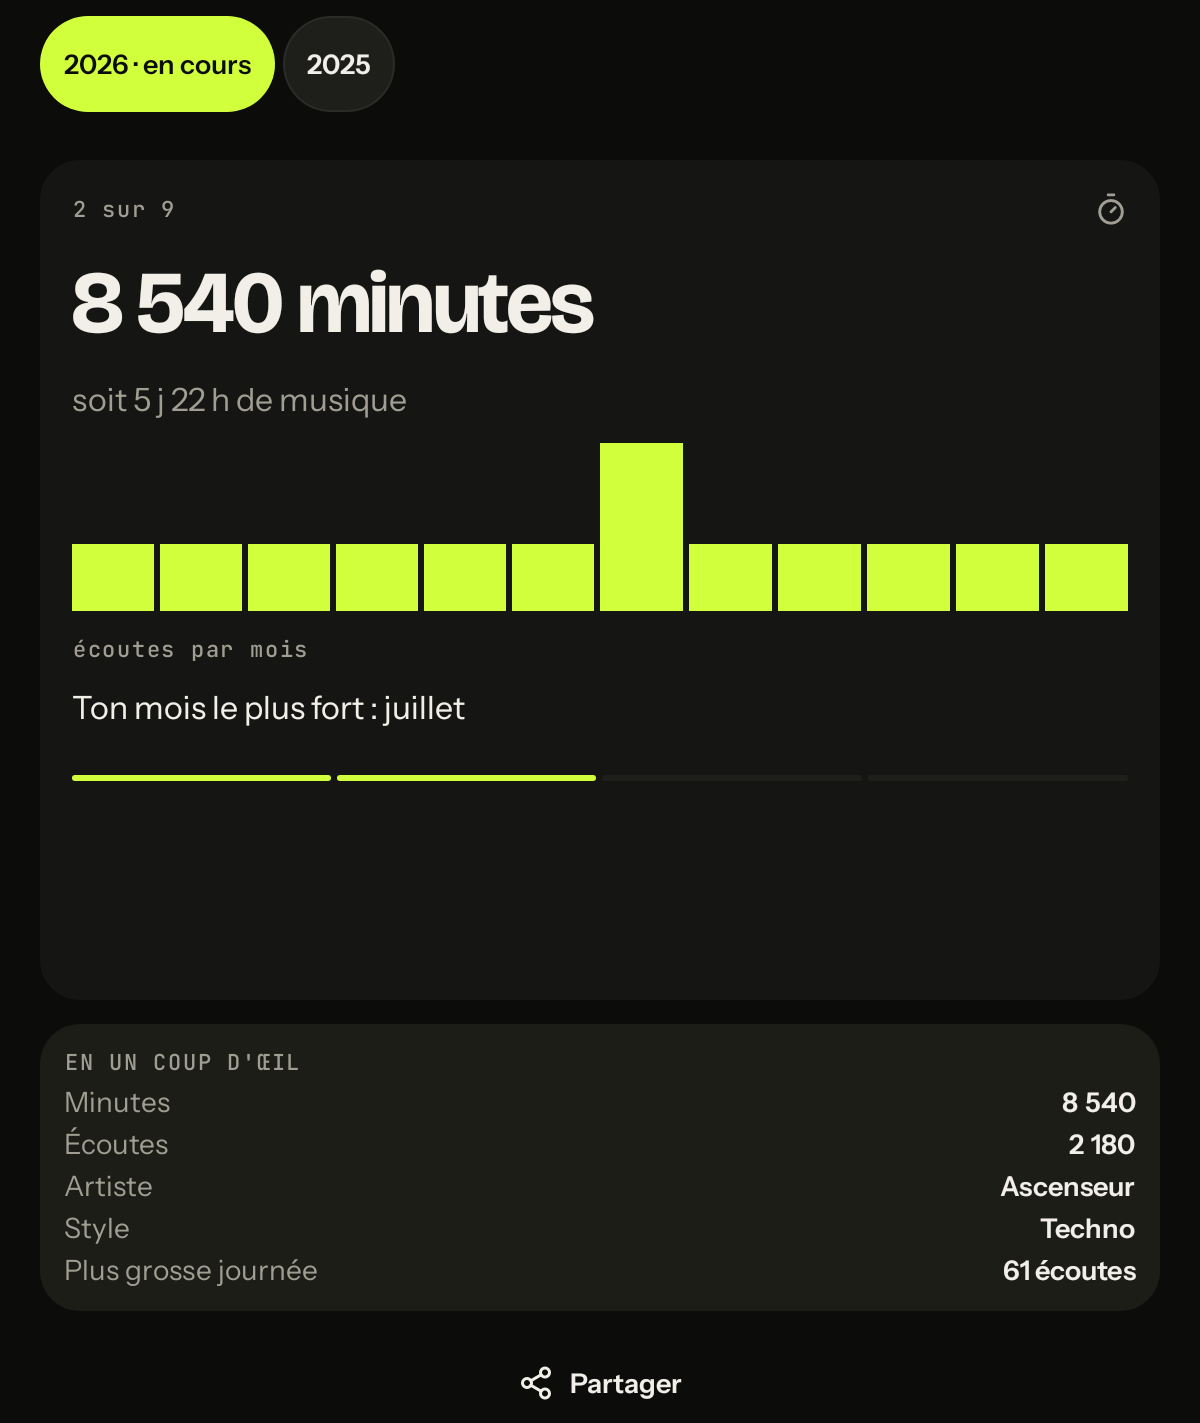 2026 · en cours
2025
2 sur 9
8 540 minutes
soit 5 j 22 h de musique
écoutes par mois
Ton mois le plus fort : juillet
EN UN COUP D'ŒIL
Minutes 8 540
Écoutes 2 180
Artiste Ascenseur
Style Techno
Plus grosse journée 61 écoutes
Partager